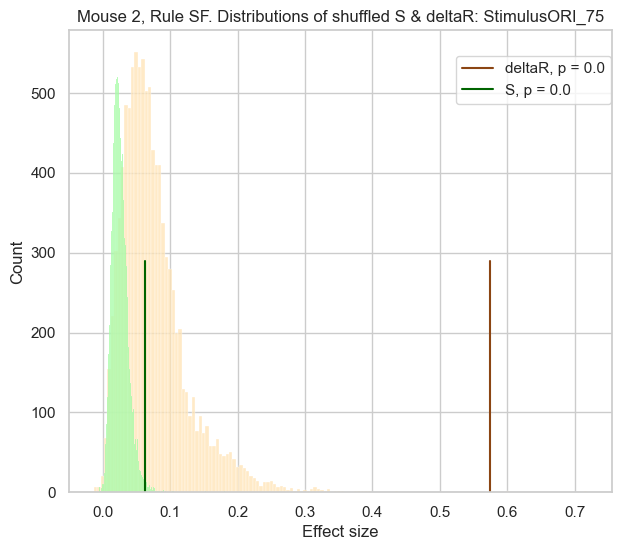 Mouse 2, Rule SF. Distributions of shuffled S & deltaR: StimulusORI_75
deltaR, p = 0.0
S, p = 0.0
500
400
300
200
100
0
Count
0.0 0.1 0.2 0.3 0.4 0.5 0.6 0.7
Effect size